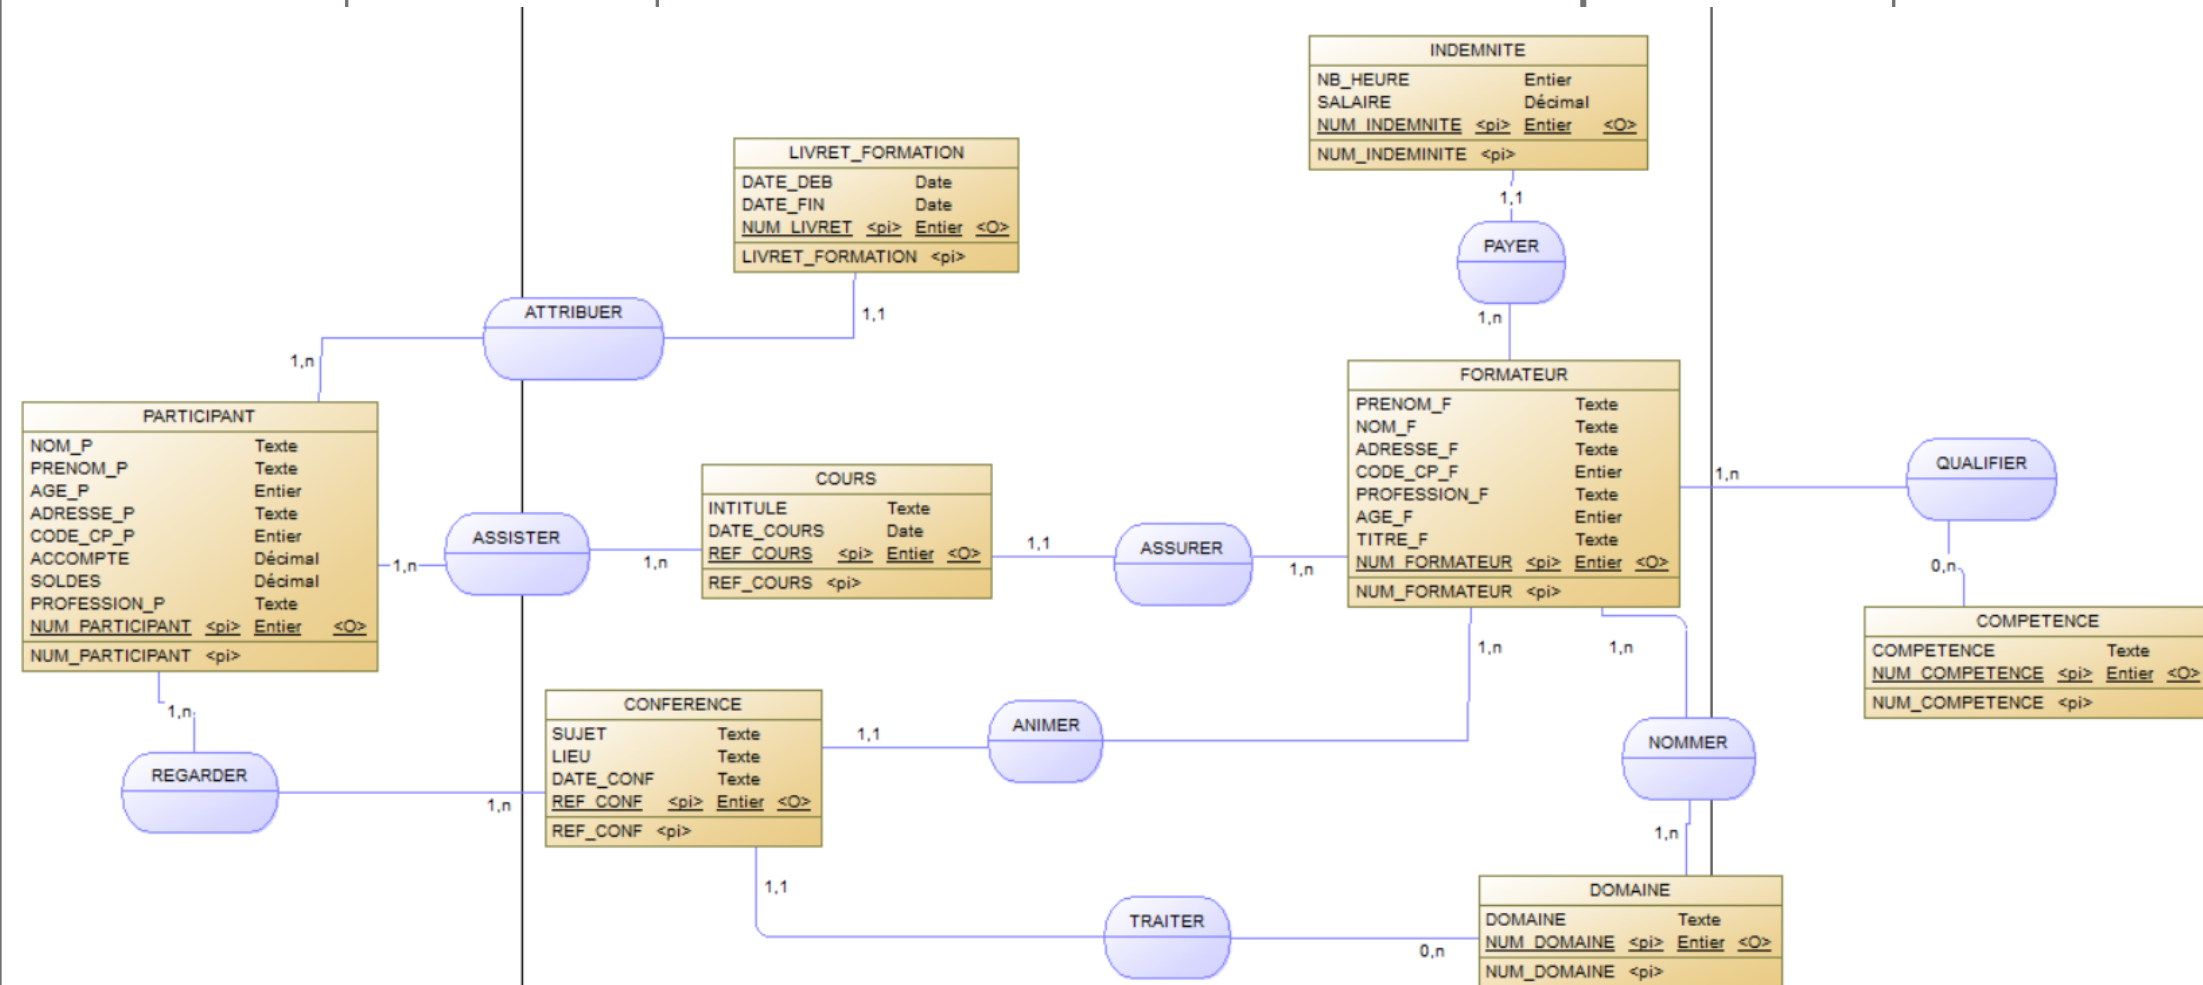 INDEMNITE
NB_HEURE Entier
SALAIRE Décimal
NUM_INDEMNITE <pi> Entier <O>
NUM_INDEMINITE <pi>
1,1
PAYER
1,n
LIVRET_FORMATION
DATE_DEB Date
DATE_FIN Date
NUM_LIVRET <pi> Entier <O>
LIVRET_FORMATION <pi>
1,1
ATTRIBUER
1,n
PARTICIPANT
NOM_P Texte
PRENOM_P Texte
AGE_P Entier
ADRESSE_P Texte
CODE_CP_P Entier
ACCOMPTE Décimal
SOLDES Décimal
PROFESSION_P Texte
NUM_PARTICIPANT <pi> Entier <O>
NUM_PARTICIPANT <pi>
1,n
ASSISTER
1,n
COURS
INTITULE Texte
DATE_COURS Date
REF_COURS <pi> Entier <O>
REF_COURS <pi>
1,1
ASSURER
1,n
FORMATEUR
PRENOM_F Texte
NOM_F Texte
ADRESSE_F Texte
CODE_CP_F Entier
PROFESSION_F Texte
AGE_F Entier
TITRE_F Texte
NUM_FORMATEUR <pi> Entier <O>
NUM_FORMATEUR <pi>
1,n
QUALIFIER
0,n
COMPETENCE
COMPETENCE Texte
NUM_COMPETENCE <pi> Entier <O>
NUM_COMPETENCE <pi>
1,n
REGARDER
1,n
CONFERENCE
SUJET Texte
LIEU Texte
DATE_CONF Texte
REF_CONF <pi> Entier <O>
REF_CONF <pi>
1,1
ANIMER
1,n
1,n
NOMMER
1,n
1,1
TRAITER
0,n
DOMAINE
DOMAINE Texte
NUM_DOMAINE <pi> Entier <O>
NUM_DOMAINE <pi>